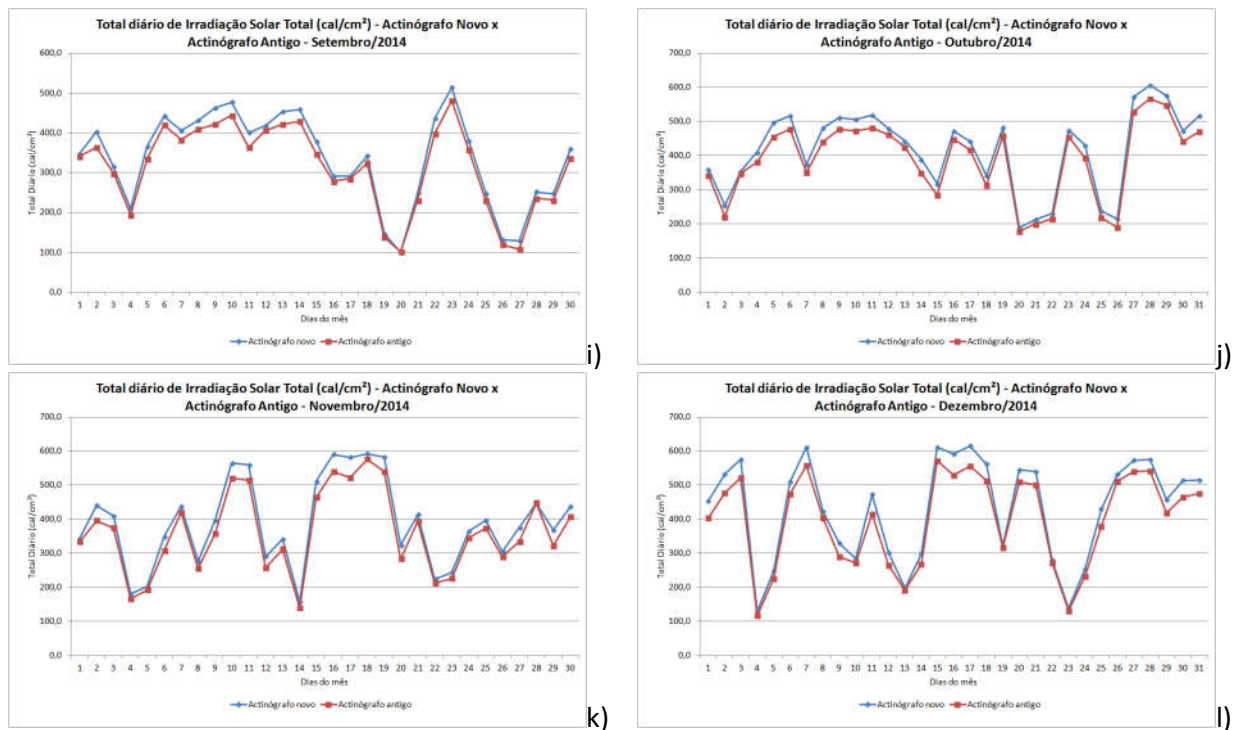 Total diário de Irradiação Solar Total (cal/cm²) - Actinógrafo Novo x
Actinógrafo Antigo - Setembro/2014
Total Diário (cal/cm²)
600,0
500,0
400,0
300,0
200,0
100,0
0,0
1 2 3 4 5 6 7 8 9 10 11 12 13 14 15 16 17 18 19 20 21 22 23 24 25 26 27 28 29 30
Dias do mês
Actinógrafo novo Actinógrafo antigo
i)
Total diário de Irradiação Solar Total (cal/cm²) - Actinógrafo Novo x
Actinógrafo Antigo - Outubro/2014
Total Diário (cal/cm²)
700,0
600,0
500,0
400,0
300,0
200,0
100,0
0,0
1 2 3 4 5 6 7 8 9 10 11 12 13 14 15 16 17 18 19 20 21 22 23 24 25 26 27 28 29 30 31
Dias do mês
Actinógrafo novo Actinógrafo antigo
j)
Total diário de Irradiação Solar Total (cal/cm²) - Actinógrafo Novo x
Actinógrafo Antigo - Novembro/2014
Total Diário (cal/cm²)
700,0
600,0
500,0
400,0
300,0
200,0
100,0
0,0
1 2 3 4 5 6 7 8 9 10 11 12 13 14 15 16 17 18 19 20 21 22 23 24 25 26 27 28 29 30
Dias do mês
Actinógrafo novo Actinógrafo antigo
k)
Total diário de Irradiação Solar Total (cal/cm²) - Actinógrafo Novo x
Actinógrafo Antigo - Dezembro/2014
Total Diário (cal/cm²)
700,0
600,0
500,0
400,0
300,0
200,0
100,0
0,0
1 2 3 4 5 6 7 8 9 10 11 12 13 14 15 16 17 18 19 20 21 22 23 24 25 26 27 28 29 30 31
Dias do mês
Actinógrafo novo Actinógrafo antigo
l)